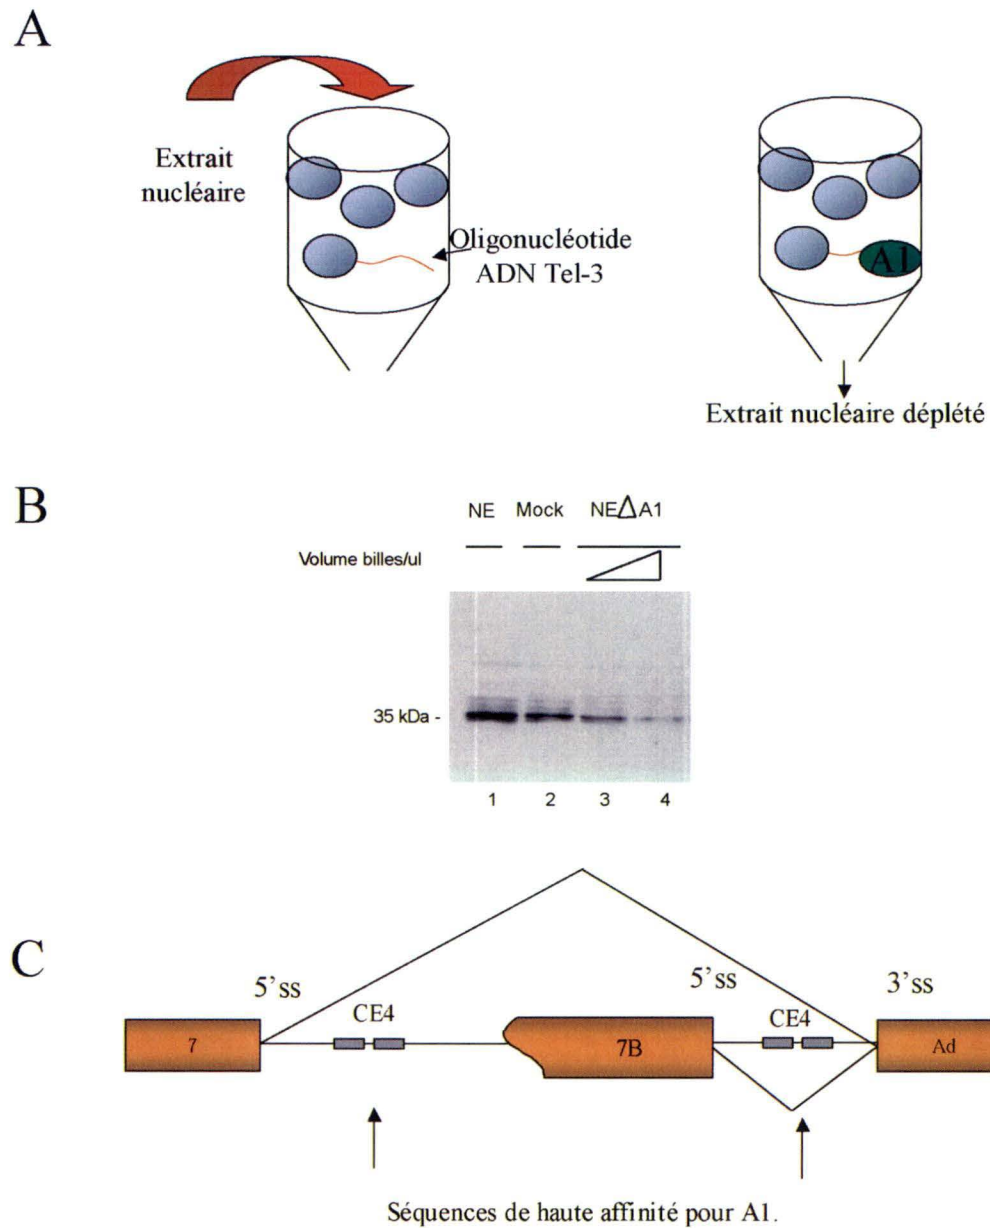 A
Extrait
nucléaire
Oligonucléotide
ADN Tel-3
A1
Extrait nucléaire déplété
B
NE Mock NE△A1
Volume billes/ul
35 kDa -
1 2 3 4
C
5'ss 5'ss 3'ss
CE4 CE4
7 7B Ad
Séquences de haute affinité pour A1.